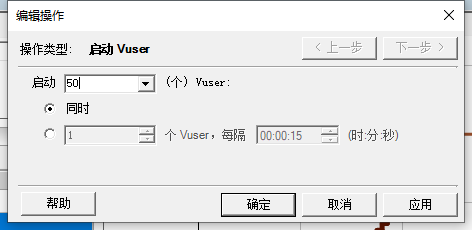 编辑操作
操作类型: 启动 Vuser
< 上一步
下一步 >
启动 50 (个) Vuser:
同时
1 个 Vuser，每隔 00:00:15 (时:分:秒)
帮助
确定
取消
应用